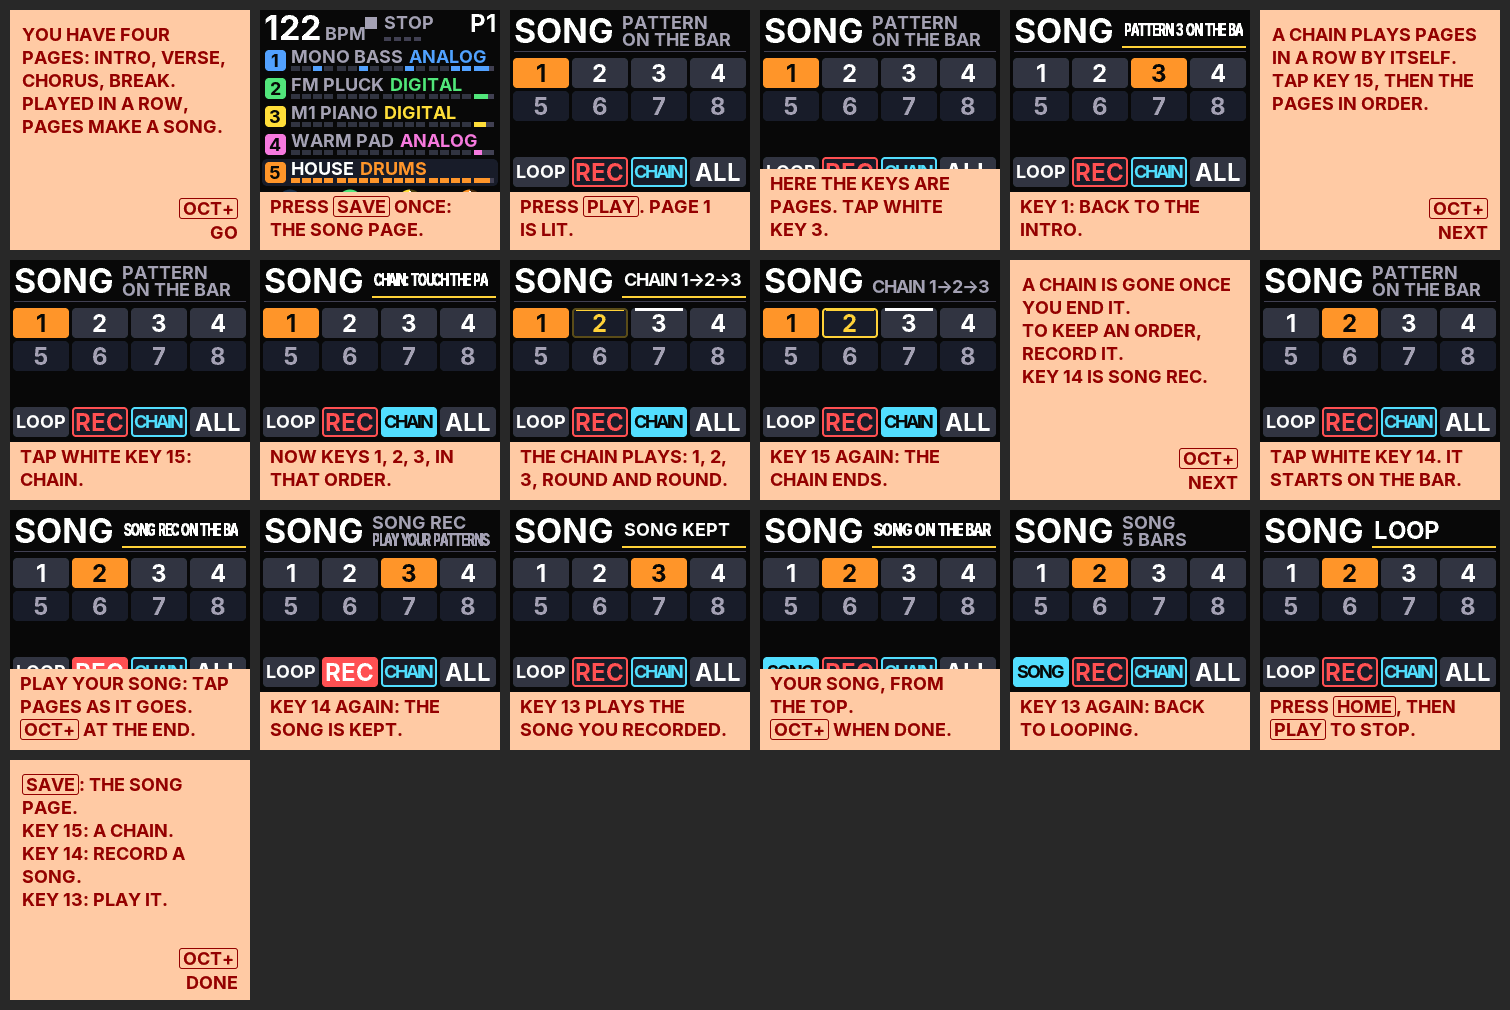 YOU HAVE FOUR
PAGES: INTRO, VERSE,
CHORUS, BREAK.
PLAYED IN A ROW,
PAGES MAKE A SONG.
OCT+
GO
122 BPM STOP P1
1 MONO BASS ANALOG
2 FM PLUCK DIGITAL
3 M1 PIANO DIGITAL
4 WARM PAD ANALOG
5 HOUSE DRUMS
PRESS SAVE ONCE:
THE SONG PAGE.
SONG PATTERN
ON THE BAR
1 2 3 4
5 6 7 8
LOOP REC CHAIN ALL
PRESS PLAY. PAGE 1
IS LIT.
SONG PATTERN
ON THE BAR
1 2 3 4
5 6 7 8
LOOP REC CHAIN ALL
HERE THE KEYS ARE
PAGES. TAP WHITE
KEY 3.
SONG PATTERN 3 ON THE BA
1 2 3 4
5 6 7 8
LOOP REC CHAIN ALL
KEY 1: BACK TO THE
INTRO.
A CHAIN PLAYS PAGES
IN A ROW BY ITSELF.
TAP KEY 15, THEN THE
PAGES IN ORDER.
OCT+
NEXT
SONG PATTERN
ON THE BAR
1 2 3 4
5 6 7 8
LOOP REC CHAIN ALL
TAP WHITE KEY 15:
CHAIN.
SONG CHAIN: TOUCH THE PA
1 2 3 4
5 6 7 8
LOOP REC CHAIN ALL
NOW KEYS 1, 2, 3, IN
THAT ORDER.
SONG CHAIN 1→2→3
1 2 3 4
5 6 7 8
LOOP REC CHAIN ALL
THE CHAIN PLAYS: 1, 2,
3, ROUND AND ROUND.
SONG CHAIN 1→2→3
1 2 3 4
5 6 7 8
LOOP REC CHAIN ALL
KEY 15 AGAIN: THE
CHAIN ENDS.
A CHAIN IS GONE ONCE
YOU END IT.
TO KEEP AN ORDER,
RECORD IT.
KEY 14 IS SONG REC.
OCT+
NEXT
SONG PATTERN
ON THE BAR
1 2 3 4
5 6 7 8
LOOP REC CHAIN ALL
TAP WHITE KEY 14. IT
STARTS ON THE BAR.
SONG SONG REC ON THE BA
1 2 3 4
5 6 7 8
LOOP REC CHAIN ALL
PLAY YOUR SONG: TAP
PAGES AS IT GOES.
OCT+ AT THE END.
SONG SONG REC
PLAY YOUR PATTERNS
1 2 3 4
5 6 7 8
LOOP REC CHAIN ALL
KEY 14 AGAIN: THE
SONG IS KEPT.
SONG SONG KEPT
1 2 3 4
5 6 7 8
LOOP REC CHAIN ALL
KEY 13 PLAYS THE
SONG YOU RECORDED.
SONG SONG ON THE BAR
1 2 3 4
5 6 7 8
SONG REC CHAIN ALL
YOUR SONG, FROM
THE TOP.
OCT+ WHEN DONE.
SONG SONG
5 BARS
1 2 3 4
5 6 7 8
SONG REC CHAIN ALL
KEY 13 AGAIN: BACK
TO LOOPING.
SONG LOOP
1 2 3 4
5 6 7 8
LOOP REC CHAIN ALL
PRESS HOME, THEN
PLAY TO STOP.
SAVE: THE SONG
PAGE.
KEY 15: A CHAIN.
KEY 14: RECORD A
SONG.
KEY 13: PLAY IT.
OCT+
DONE